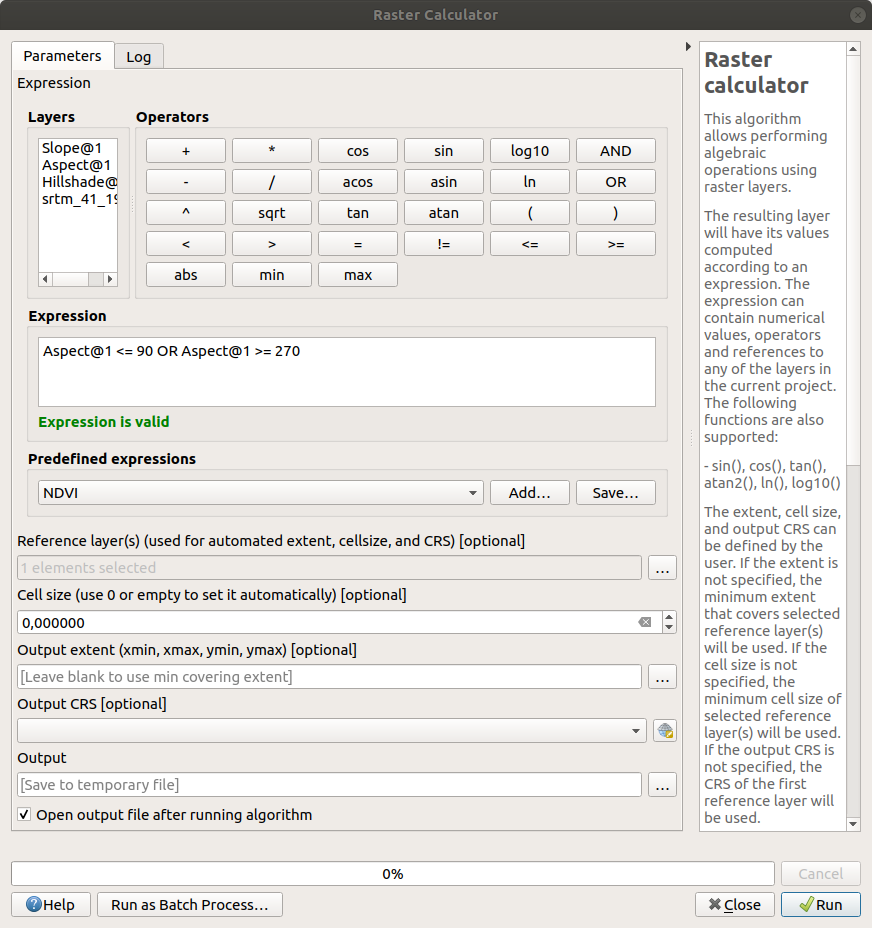 Raster Calculator
Parameters
Log
Expression
Layers
Slope@1
Aspect@1
Hillshade@
srtm_41_19
Operators
+ * cos sin log10 AND
- / acos asin ln OR
^ sqrt tan atan ( )
< > = != <= >=
abs min max
Expression
Aspect@1 <= 90 OR Aspect@1 >= 270
Expression is valid
Predefined expressions
NDVI
Add...
Save...
Reference layer(s) (used for automated extent, cellsize, and CRS) [optional]
1 elements selected
...
Cell size (use 0 or empty to set it automatically) [optional]
0,000000
Output extent (xmin, xmax, ymin, ymax) [optional]
[Leave blank to use min covering extent]
...
Output CRS [optional]
Output
[Save to temporary file]
...
Open output file after running algorithm
Raster
calculator
This algorithm
allows performing
algebraic
operations using
raster layers.
The resulting layer
will have its values
computed
according to an
expression. The
expression can
contain numerical
values, operators
and references to
any of the layers in
the current project.
The following
functions are also
supported:
- sin(), cos(), tan(),
atan2(), ln(), log10()
The extent, cell size,
and output CRS can
be defined by the
user. If the extent is
not specified, the
minimum extent
that covers selected
reference layer(s)
will be used. If the
cell size is not
specified, the
minimum cell size of
selected reference
layer(s) will be used.
If the output CRS is
not specified, the
CRS of the first
reference layer will
be used.
0%
Cancel
Help
Run as Batch Process...
Close
Run